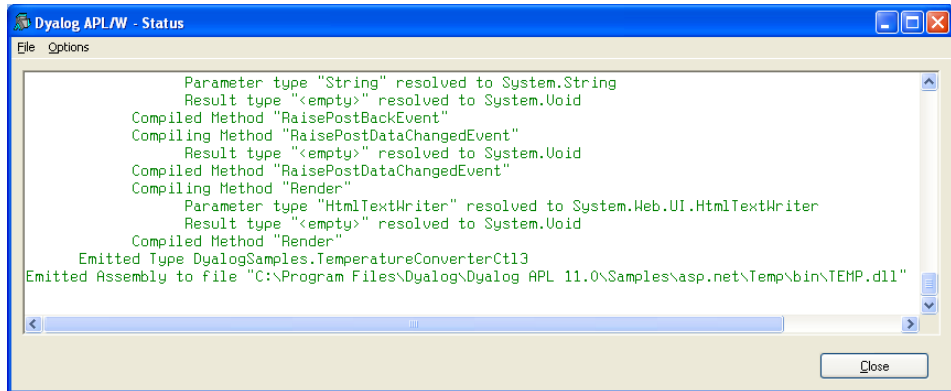 Dyalog APL/W - Status
File Options
Parameter type "String" resolved to System.String
Result type "<empty>" resolved to System.Void
Compiled Method "RaisePostBackEvent"
Compiling Method "RaisePostDataChangedEvent"
Result type "<empty>" resolved to System.Void
Compiled Method "RaisePostDataChangedEvent"
Compiling Method "Render"
Parameter type "HtmlTextWriter" resolved to System.Web.UI.HtmlTextWriter
Result type "<empty>" resolved to System.Void
Compiled Method "Render"
Emitted Type DyalogSamples.TemperatureConverterCtl3
Emitted Assembly to file "C:\Program Files\Dyalog\Dyalog APL 11.0\Samples\asp.net\Temp\bin\TEMP.dll"
Close